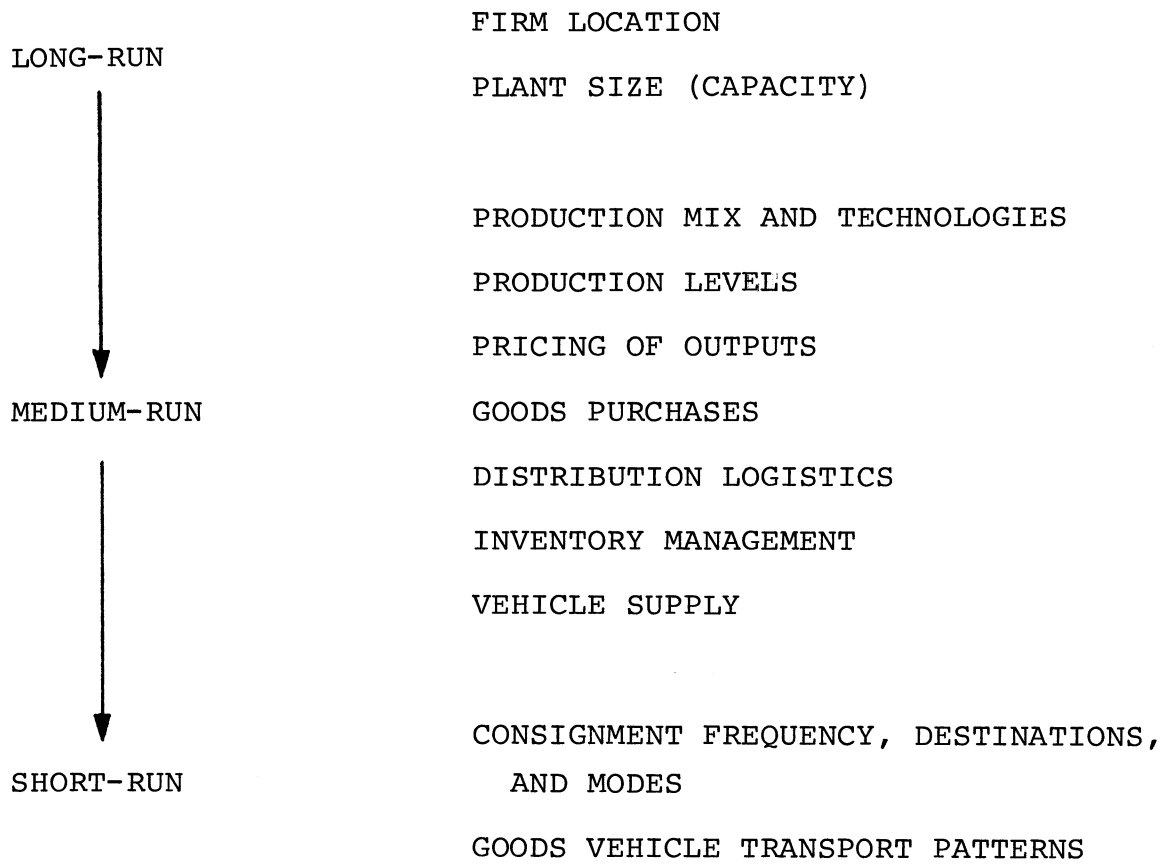 FIRM LOCATION
LONG-RUN
PLANT SIZE (CAPACITY)
PRODUCTION MIX AND TECHNOLOGIES
PRODUCTION LEVELS
PRICING OF OUTPUTS
MEDIUM-RUN
GOODS PURCHASES
DISTRIBUTION LOGISTICS
INVENTORY MANAGEMENT
VEHICLE SUPPLY
CONSIGNMENT FREQUENCY, DESTINATIONS,
SHORT-RUN
AND MODES
GOODS VEHICLE TRANSPORT PATTERNS